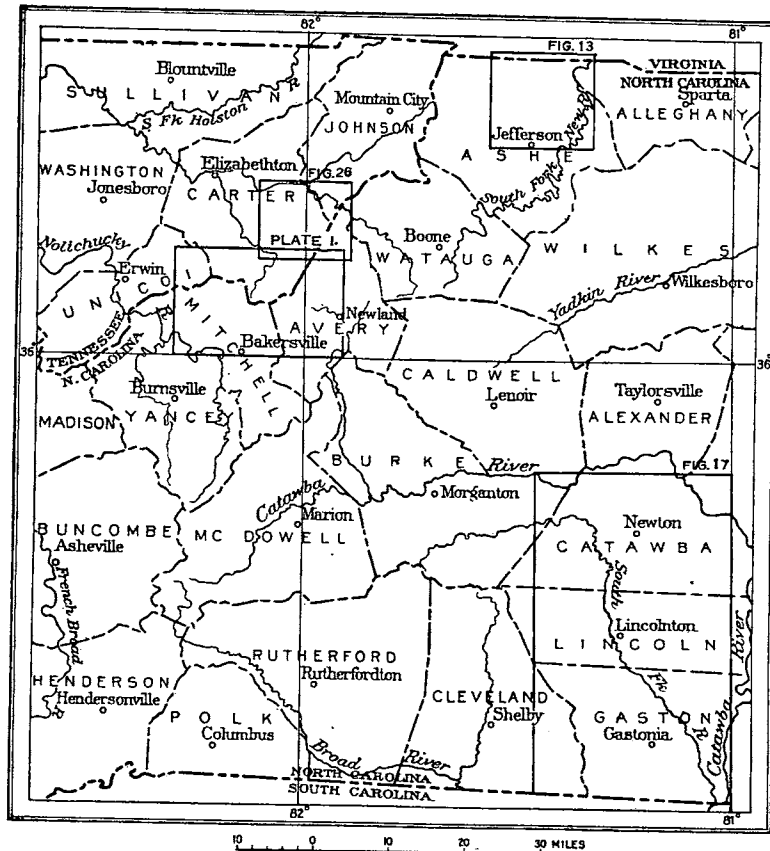 82° 81°
FIG. 13
VIRGINIA
NORTH CAROLINA
Blountville
SULLIVAN
R
S Fk Holston
Mountain City
JOHNSON
Sparta
ALLEGHANY
New
Jefferson
ASHE
WASHINGTON
Jonesboro
Elizabethton
FIG. 26
CARTER
South Fork
PLATE I.
Boone
WATAUGA
WILKES
Nolichucky
Erwin
UNICOI
R
Yadkin River
Wilkesboro
MITCHELL
AVERY
Newland
TENNESSEE
N. CAROLINA
Bakersville
36° 36°
CALDWELL
Lenoir
Taylorsville
ALEXANDER
Burnsville
MADISON
YANCEY
BURKE
River
FIG. 17
Morganton
Catawba
Marion
MC DOWELL
BUNCOMBE
Asheville
Newton
CATAWBA
French Broad
R
South
Lincolnton
LINCOLN
River
RUTHERFORD
Rutherfordton
HENDERSON
Hendersonville
CLEVELAND
Shelby
Fk
R
GASTON
Gastonia
Catawba
POLK
Columbus
Broad River
NORTH CAROLINA
SOUTH CAROLINA
82° 81°
10 0 10 20 30 MILES